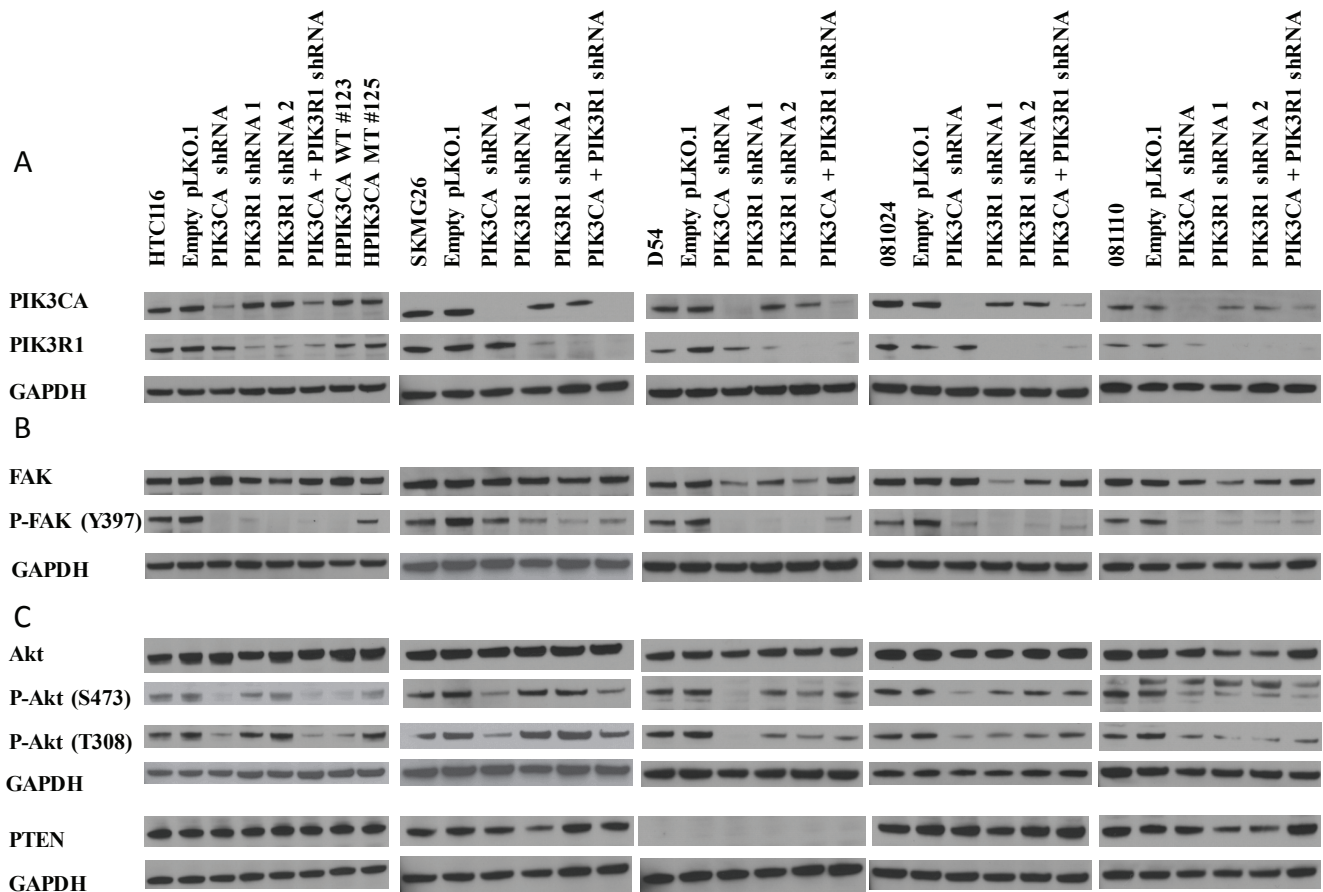 A
HTC116
Empty pLKO.1
PIK3CA shRNA
PIK3R1 shRNA 1
PIK3R1 shRNA 2
PIK3CA + PIK3R1 shRNA
HPIK3CA WT #123
HPIK3CA MT #125
SKMG26
Empty pLKO.1
PIK3CA shRNA
PIK3R1 shRNA 1
PIK3R1 shRNA 2
PIK3CA + PIK3R1 shRNA
D54
Empty pLKO.1
PIK3CA shRNA
PIK3R1 shRNA 1
PIK3R1 shRNA 2
PIK3CA + PIK3R1 shRNA
081024
Empty pLKO.1
PIK3CA shRNA
PIK3R1 shRNA 1
PIK3R1 shRNA 2
PIK3CA + PIK3R1 shRNA
081110
Empty pLKO.1
PIK3CA shRNA
PIK3R1 shRNA 1
PIK3R1 shRNA 2
PIK3CA + PIK3R1 shRNA
PIK3CA
PIK3R1
GAPDH
B
FAK
P-FAK (Y397)
GAPDH
C
Akt
P-Akt (S473)
P-Akt (T308)
GAPDH
PTEN
GAPDH